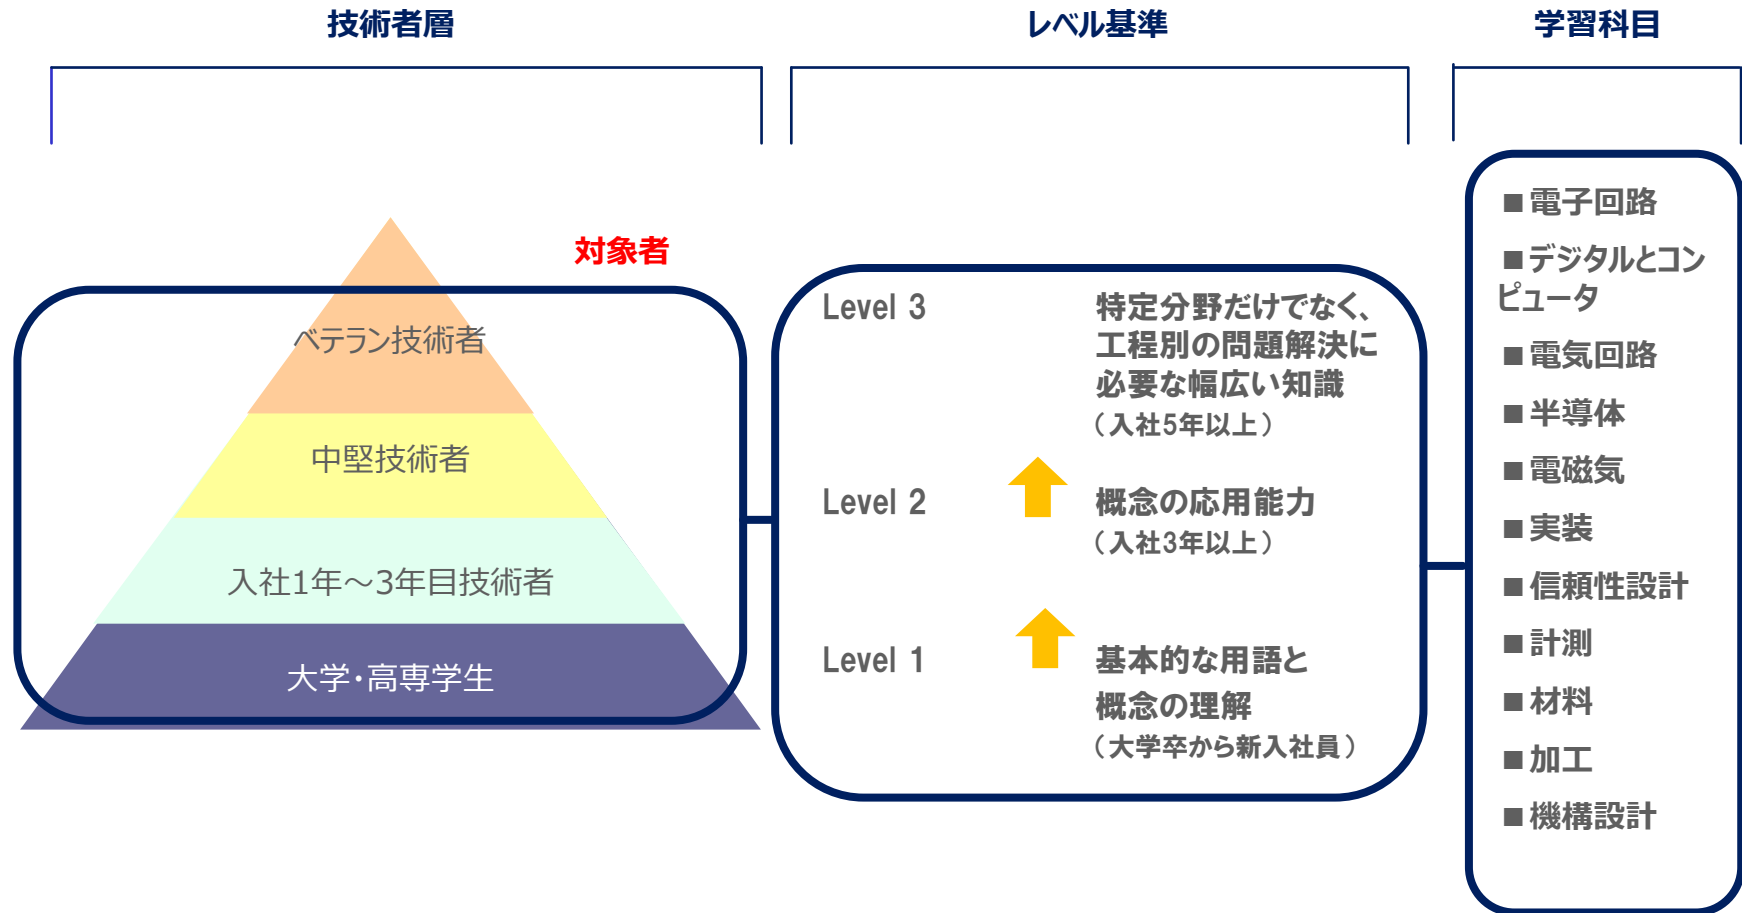 技術者層
レベル基準
学習科目
対象者
ベテラン技術者
中堅技術者
入社1年～3年目技術者
大学・高専学生
Level 3
特定分野だけでなく、
工程別の問題解決に
必要な幅広い知識
（入社5年以上）
Level 2
概念の応用能力
（入社3年以上）
Level 1
基本的な用語と
概念の理解
（大学卒から新入社員）
■電子回路
■デジタルとコン
ピュータ
■電気回路
■半導体
■電磁気
■実装
■信頼性設計
■計測
■材料
■加工
■機構設計